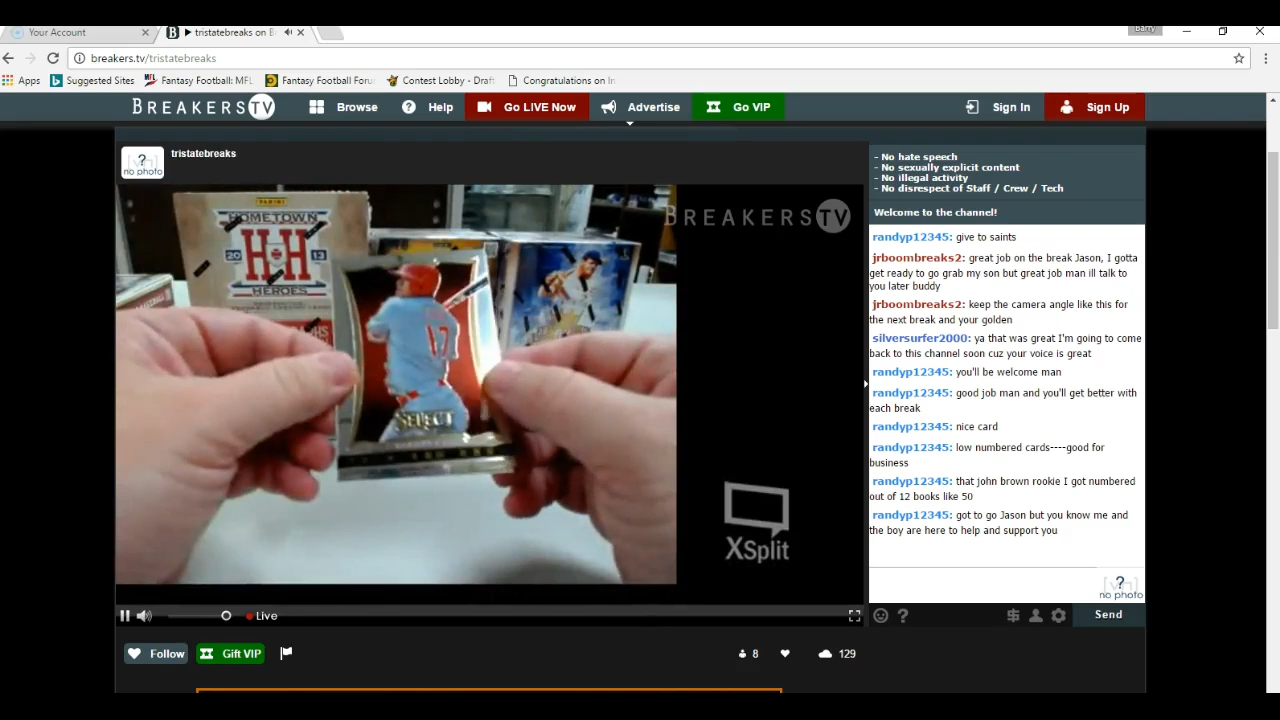 Your Account
tristatebreaks on B
Barry
breakers.tv/tristatebreaks
Apps
Suggested Sites
Fantasy Football: MFL
Fantasy Football Foru
Contest Lobby - Draft
Congratulations on In
BREAKERS TV
Browse
Help
Go LIVE Now
Advertise
Go VIP
Sign In
Sign Up
? no photo
tristatebreaks
BREAKERS TV
PANINI
HOMETOWN
20 H H 13
HEROES
17
SELECT
XSplit
Live
Follow
Gift VIP
8
129
- No hate speech
- No sexually explicit content
- No illegal activity
- No disrespect of Staff / Crew / Tech
Welcome to the channel!
randyp12345: give to saints
jrboombreaks2: great job on the break Jason, I gotta
get ready to go grab my son but great job man ill talk to
you later buddy
jrboombreaks2: keep the camera angle like this for
the next break and your golden
silversurfer2000: ya that was great I'm going to come
back to this channel soon cuz your voice is great
randyp12345: you'll be welcome man
randyp12345: good job man and you'll get better with
each break
randyp12345: nice card
randyp12345: low numbered cards----good for
business
randyp12345: that john brown rookie I got numbered
out of 12 books like 50
randyp12345: got to go Jason but you know me and
the boy are here to help and support you
? no photo
Send